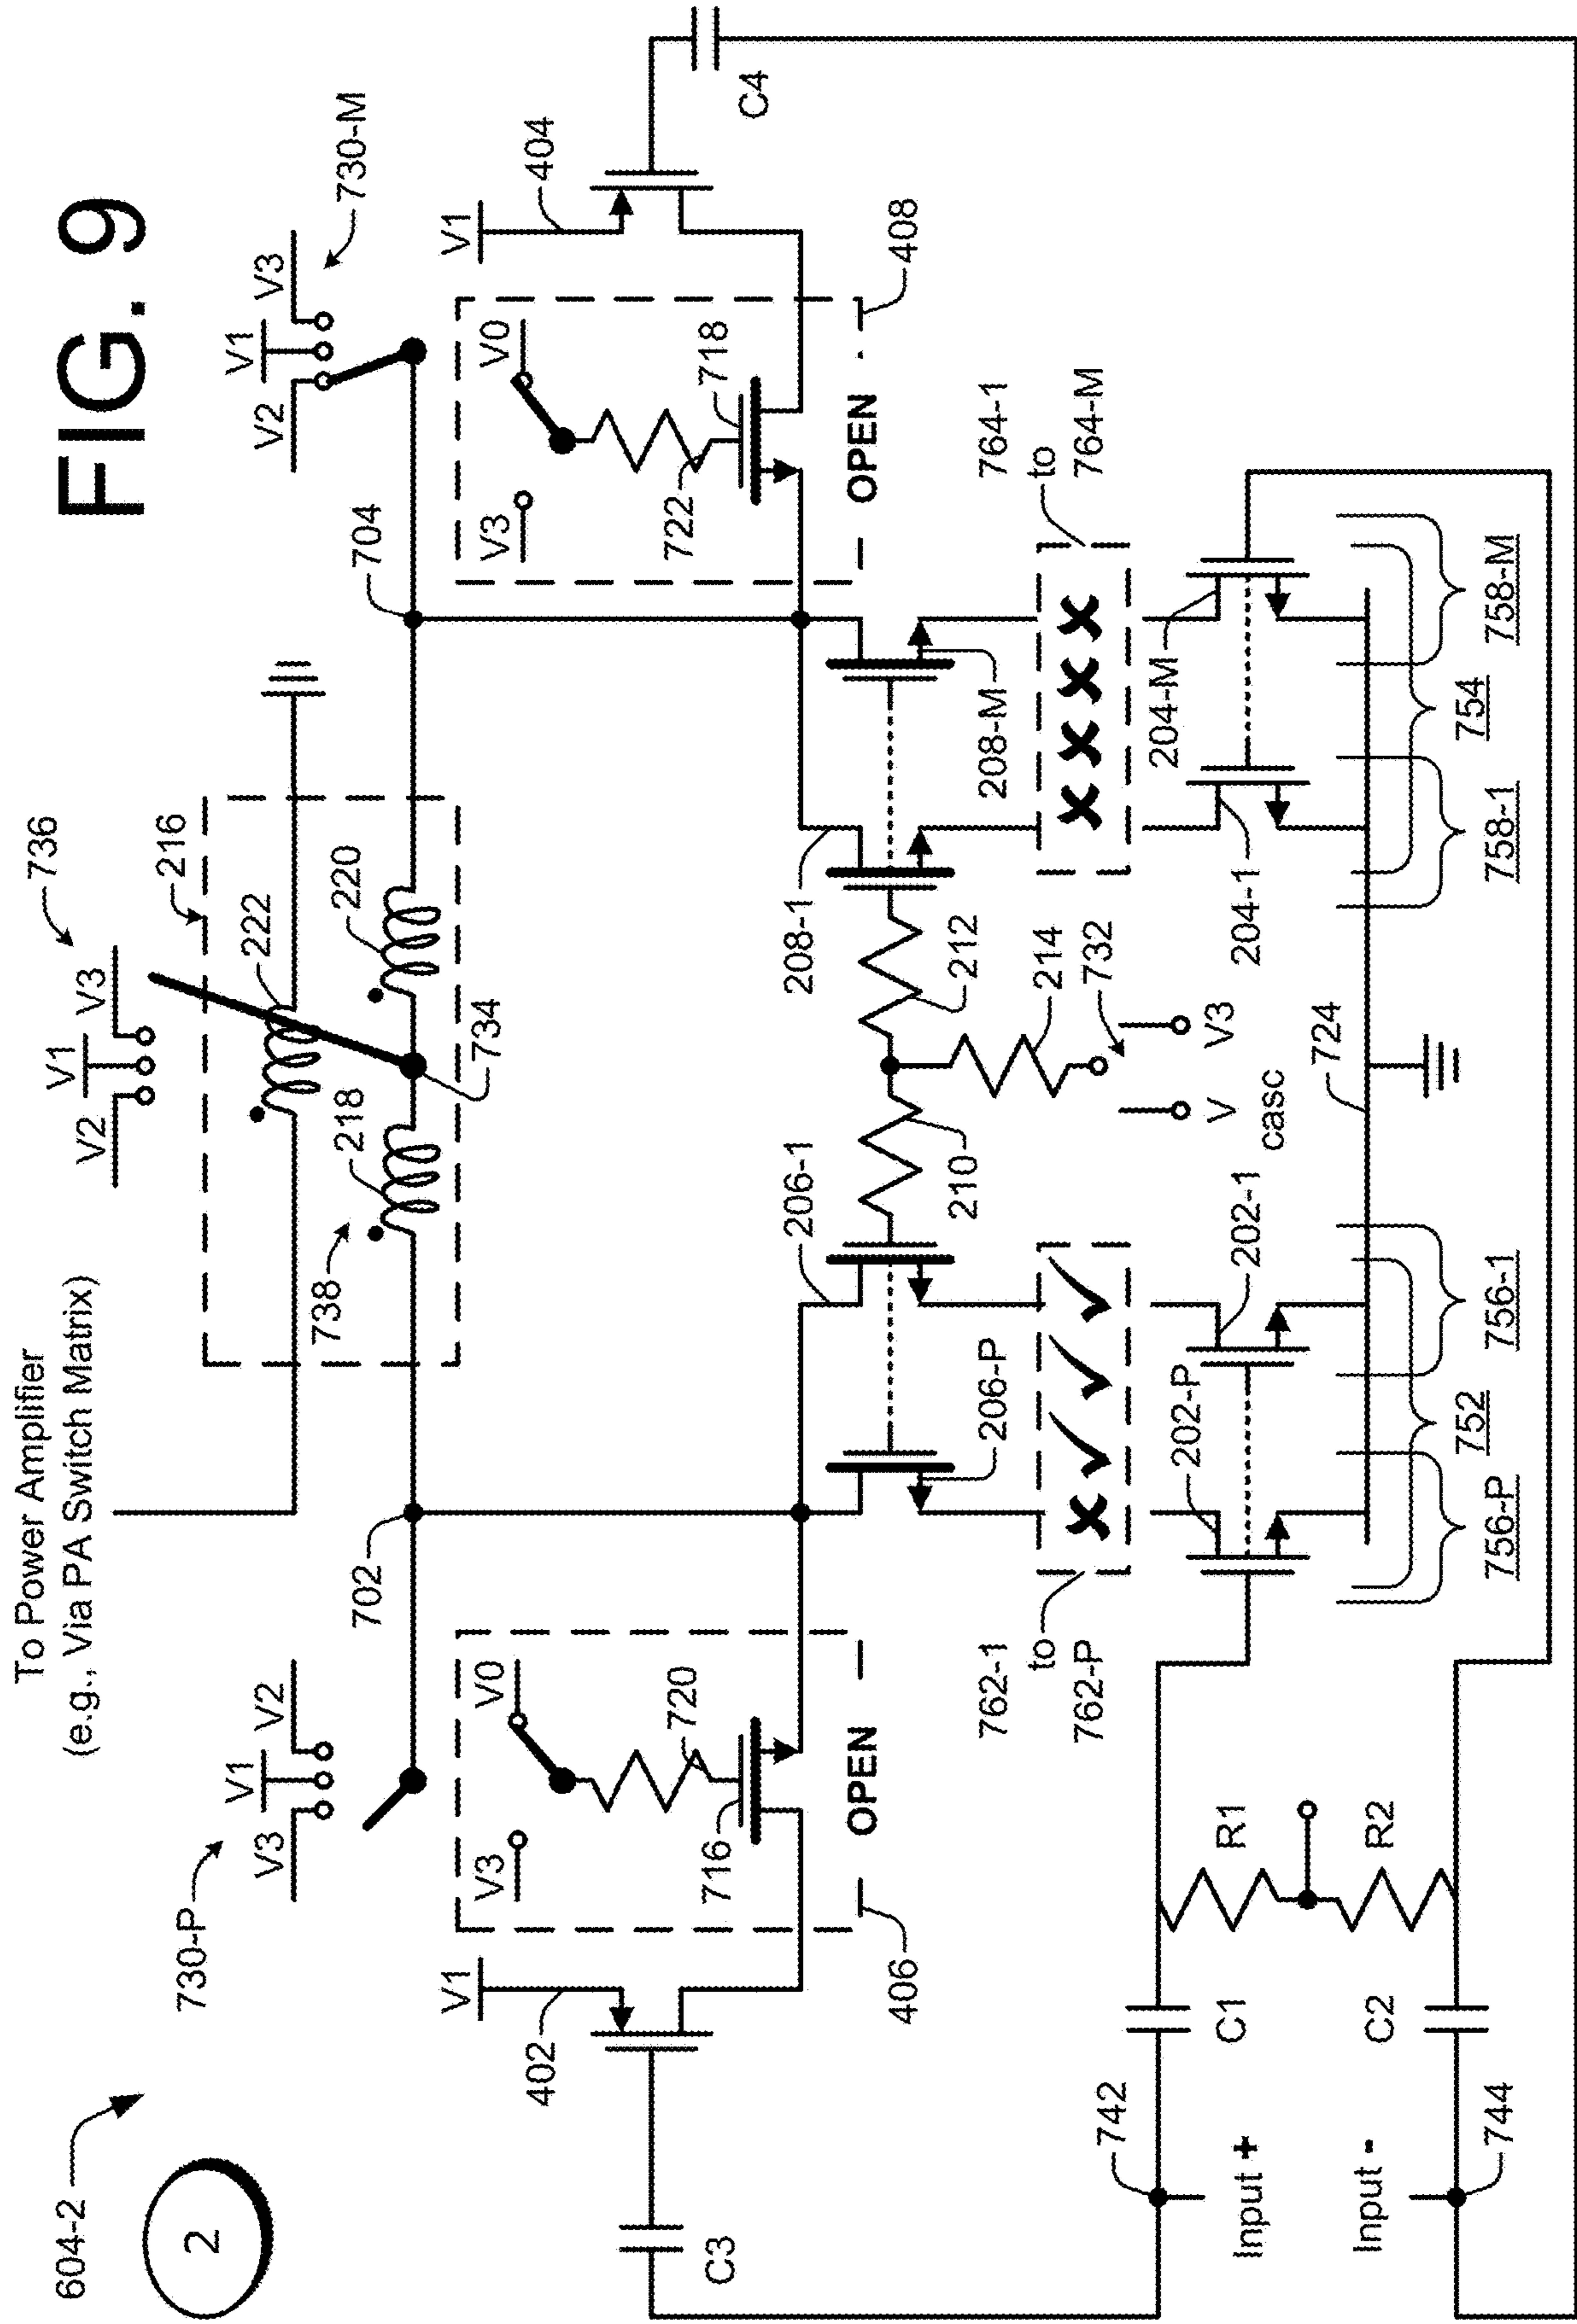 FIG. 9
604-2
2
To Power Amplifier
(e.g., Via PA Switch Matrix)
736
V2
V1
V3
216
222
738
218
220
734
730-P
V3
V1
V2
702
704
V2
V1
V3
730-M
V1
402
V3
V0
720
716
OPEN
406
V3
V0
722
718
OPEN
408
V1
404
C3
C4
206-1
206-P
210
212
208-1
208-M
214
732
V
casc
V3
762-1
to
762-P
764-1
to
764-M
202-P
202-1
204-1
204-M
724
756-P
752
756-1
758-1
754
758-M
742
Input +
C1
R1
Input -
C2
R2
744